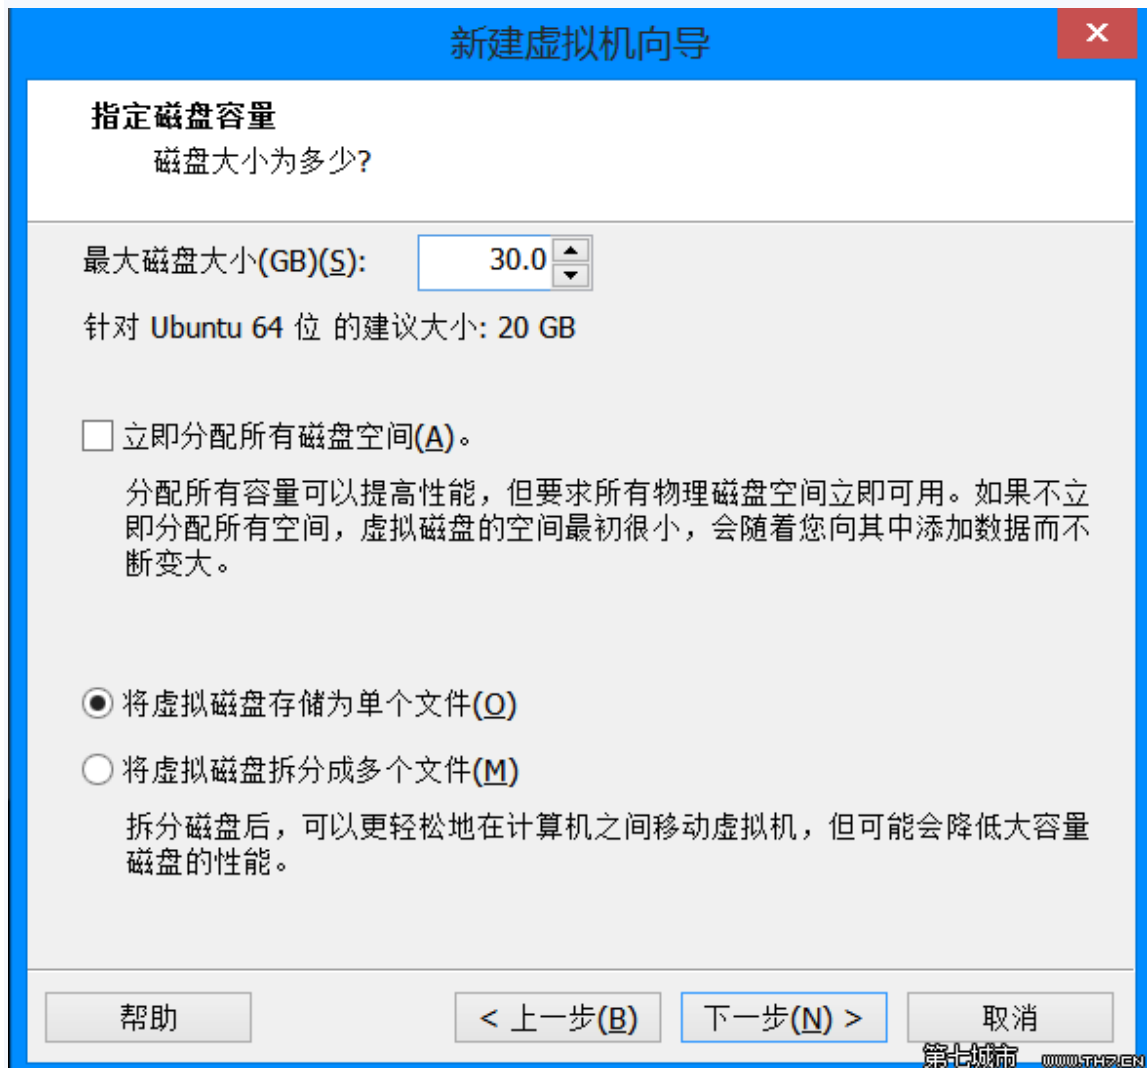 新建虚拟机向导
指定磁盘容量
磁盘大小为多少?
最大磁盘大小(GB)(S): 30.0
针对 Ubuntu 64 位 的建议大小: 20 GB
立即分配所有磁盘空间(A)。
分配所有容量可以提高性能，但要求所有物理磁盘空间立即可用。如果不立
即分配所有空间，虚拟磁盘的空间最初很小，会随着您向其中添加数据而不
断变大。
将虚拟磁盘存储为单个文件(O)
将虚拟磁盘拆分成多个文件(M)
拆分磁盘后，可以更轻松地在计算机之间移动虚拟机，但可能会降低大容量
磁盘的性能。
帮助 < 上一步(B) 下一步(N) > 取消
第七城市 www.th7.cn